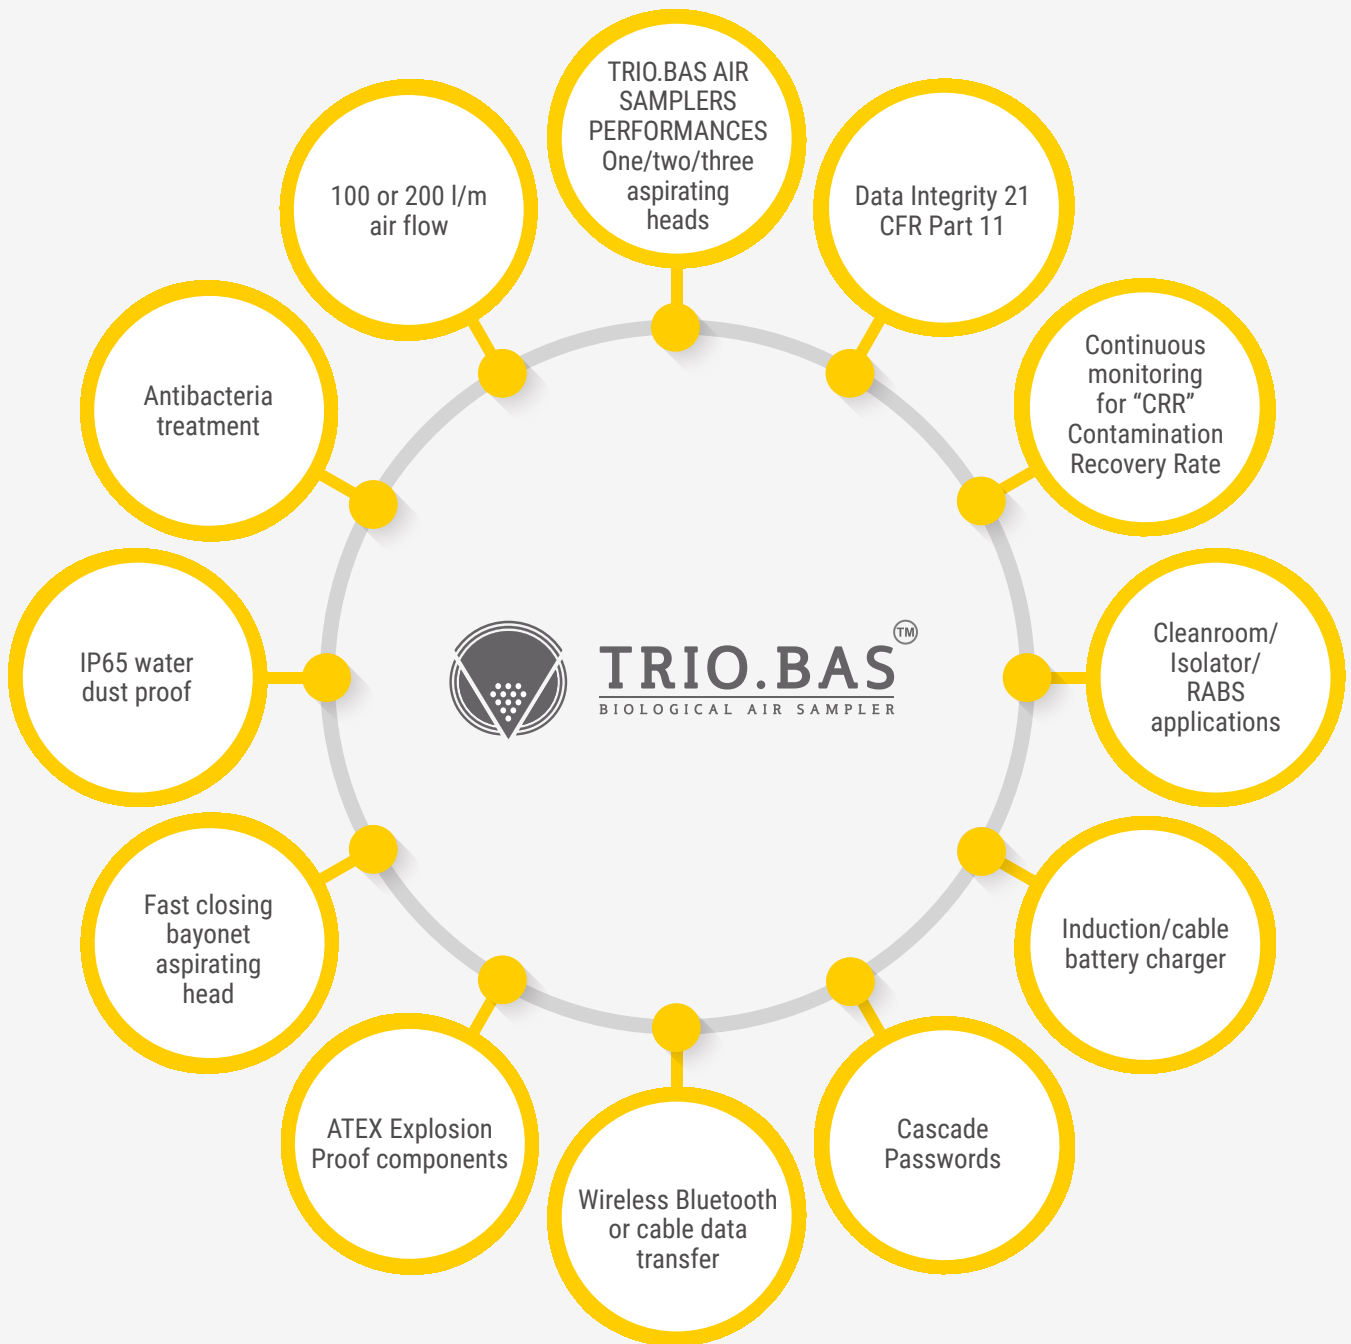 TRIO.BAS AIR
SAMPLERS
PERFORMANCES
One/two/three
aspirating
heads
Data Integrity 21
CFR Part 11
Continuous
monitoring
for “CRR”
Contamination
Recovery Rate
Cleanroom/
Isolator/
RABS
applications
Induction/cable
battery charger
Cascade
Passwords
Wireless Bluetooth
or cable data
transfer
ATEX Explosion
Proof components
Fast closing
bayonet
aspirating
head
IP65 water
dust proof
Antibacteria
treatment
100 or 200 l/m
air flow
TRIO.BAS™
BIOLOGICAL AIR SAMPLER